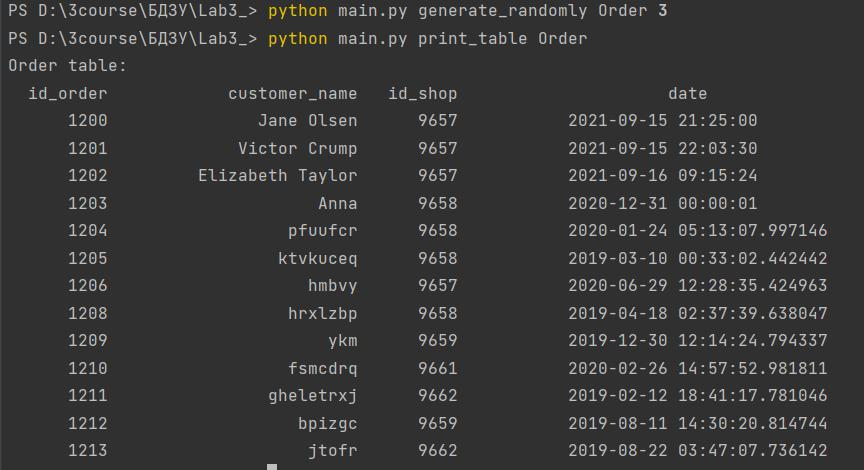 PS D:\3course\БДЗУ\Lab3_> python main.py generate_randomly Order 3
PS D:\3course\БДЗУ\Lab3_> python main.py print_table Order
Order table:
id_order customer_name id_shop date
1200 Jane Olsen 9657 2021-09-15 21:25:00
1201 Victor Crump 9657 2021-09-15 22:03:30
1202 Elizabeth Taylor 9657 2021-09-16 09:15:24
1203 Anna 9658 2020-12-31 00:00:01
1204 pfuufcr 9658 2020-01-24 05:13:07.997146
1205 ktvkuceq 9658 2019-03-10 00:33:02.442442
1206 hmbvy 9657 2020-06-29 12:28:35.424963
1208 hrxlzbp 9658 2019-04-18 02:37:39.638047
1209 ykm 9659 2019-12-30 12:14:24.794337
1210 fsmcdrq 9661 2020-02-26 14:57:52.981811
1211 gheletrxj 9662 2019-02-12 18:41:17.781046
1212 bpizgc 9659 2019-08-11 14:30:20.814744
1213 jtofr 9662 2019-08-22 03:47:07.736142